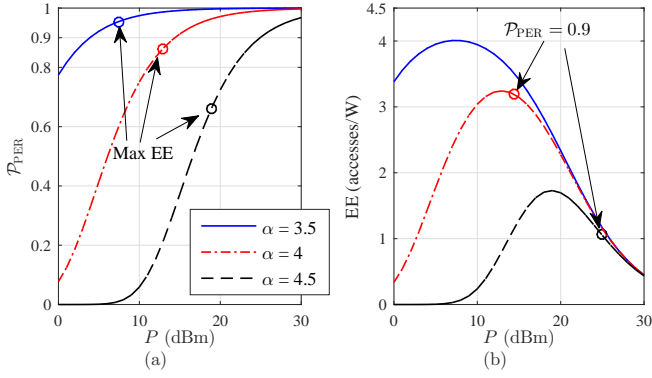 1
0.8
0.6
0.4
0.2
0
𝒫PER
Max EE
α = 3.5
α = 4
α = 4.5
0
10
20
30
P (dBm)
(a)
4.5
4
3
2
1
0
EE (accesses/W)
𝒫PER = 0.9
0
10
20
30
P (dBm)
(b)